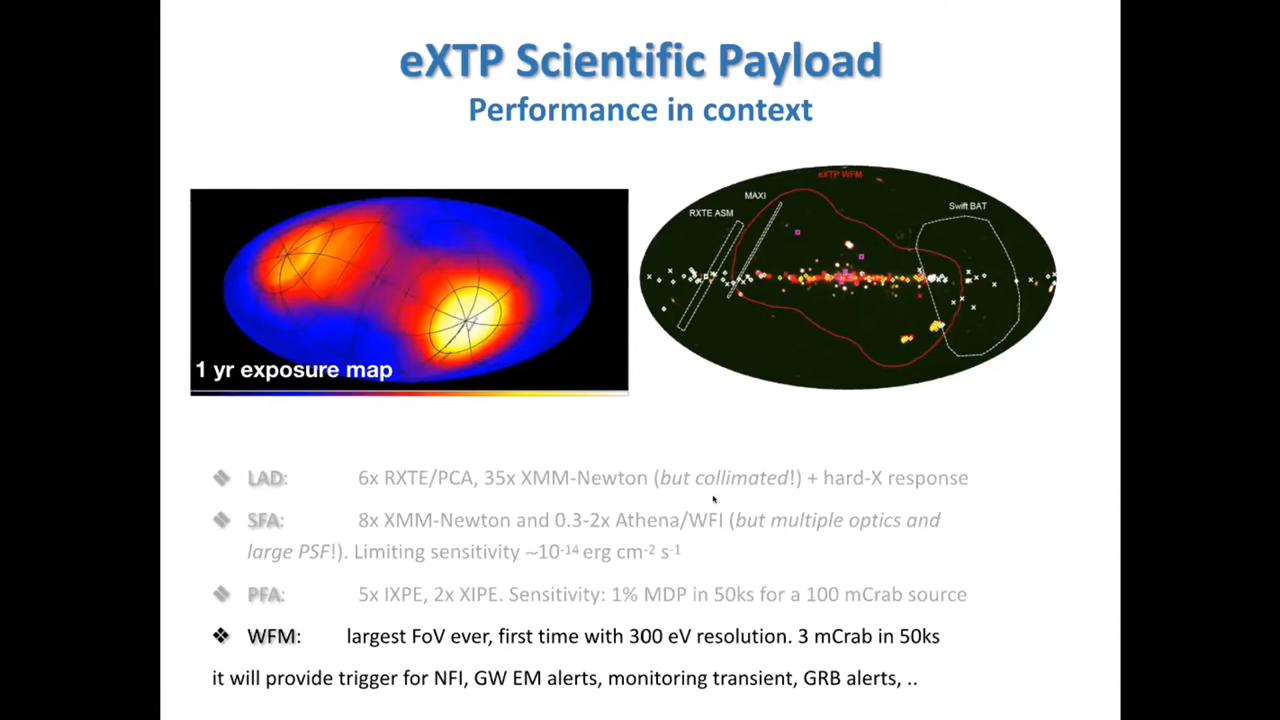 eXTP Scientific Payload
Performance in context
eXTP WFM
MAXI
RXTE ASM
Swift BAT
1 yr exposure map
❖ LAD: 6x RXTE/PCA, 35x XMM-Newton (but collimated!) + hard-X response
❖ SFA: 8x XMM-Newton and 0.3-2x Athena/WFI (but multiple optics and
large PSF!). Limiting sensitivity ~10⁻¹⁴ erg cm⁻² s⁻¹
❖ PFA: 5x IXPE, 2x XIPE. Sensitivity: 1% MDP in 50ks for a 100 mCrab source
❖ WFM: largest FoV ever, first time with 300 eV resolution. 3 mCrab in 50ks
it will provide trigger for NFI, GW EM alerts, monitoring transient, GRB alerts, ..